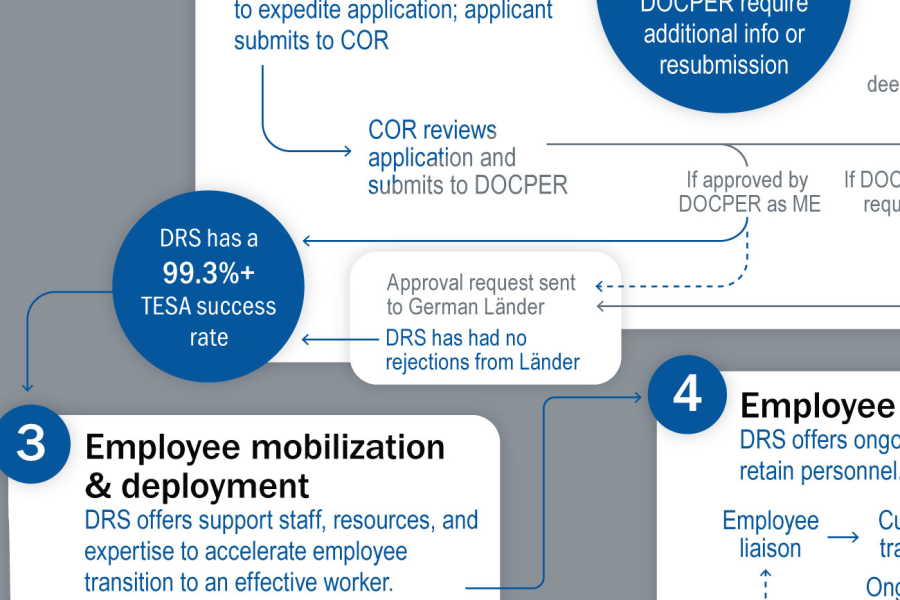 to expedite application; applicant
submits to COR
DOCPER require
additional info or
resubmission
COR reviews
application and
submits to DOCPER
If approved by
DOCPER as ME
If DOC
requ
dee
DRS has a
99.3%+
TESA success
rate
Approval request sent
to German Länder
DRS has had no
rejections from Länder
3
Employee mobilization
& deployment
DRS offers support staff, resources, and
expertise to accelerate employee
transition to an effective worker.
4
Employee
DRS offers ongo
retain personnel.
Employee
liaison
Cu
tra
Ong